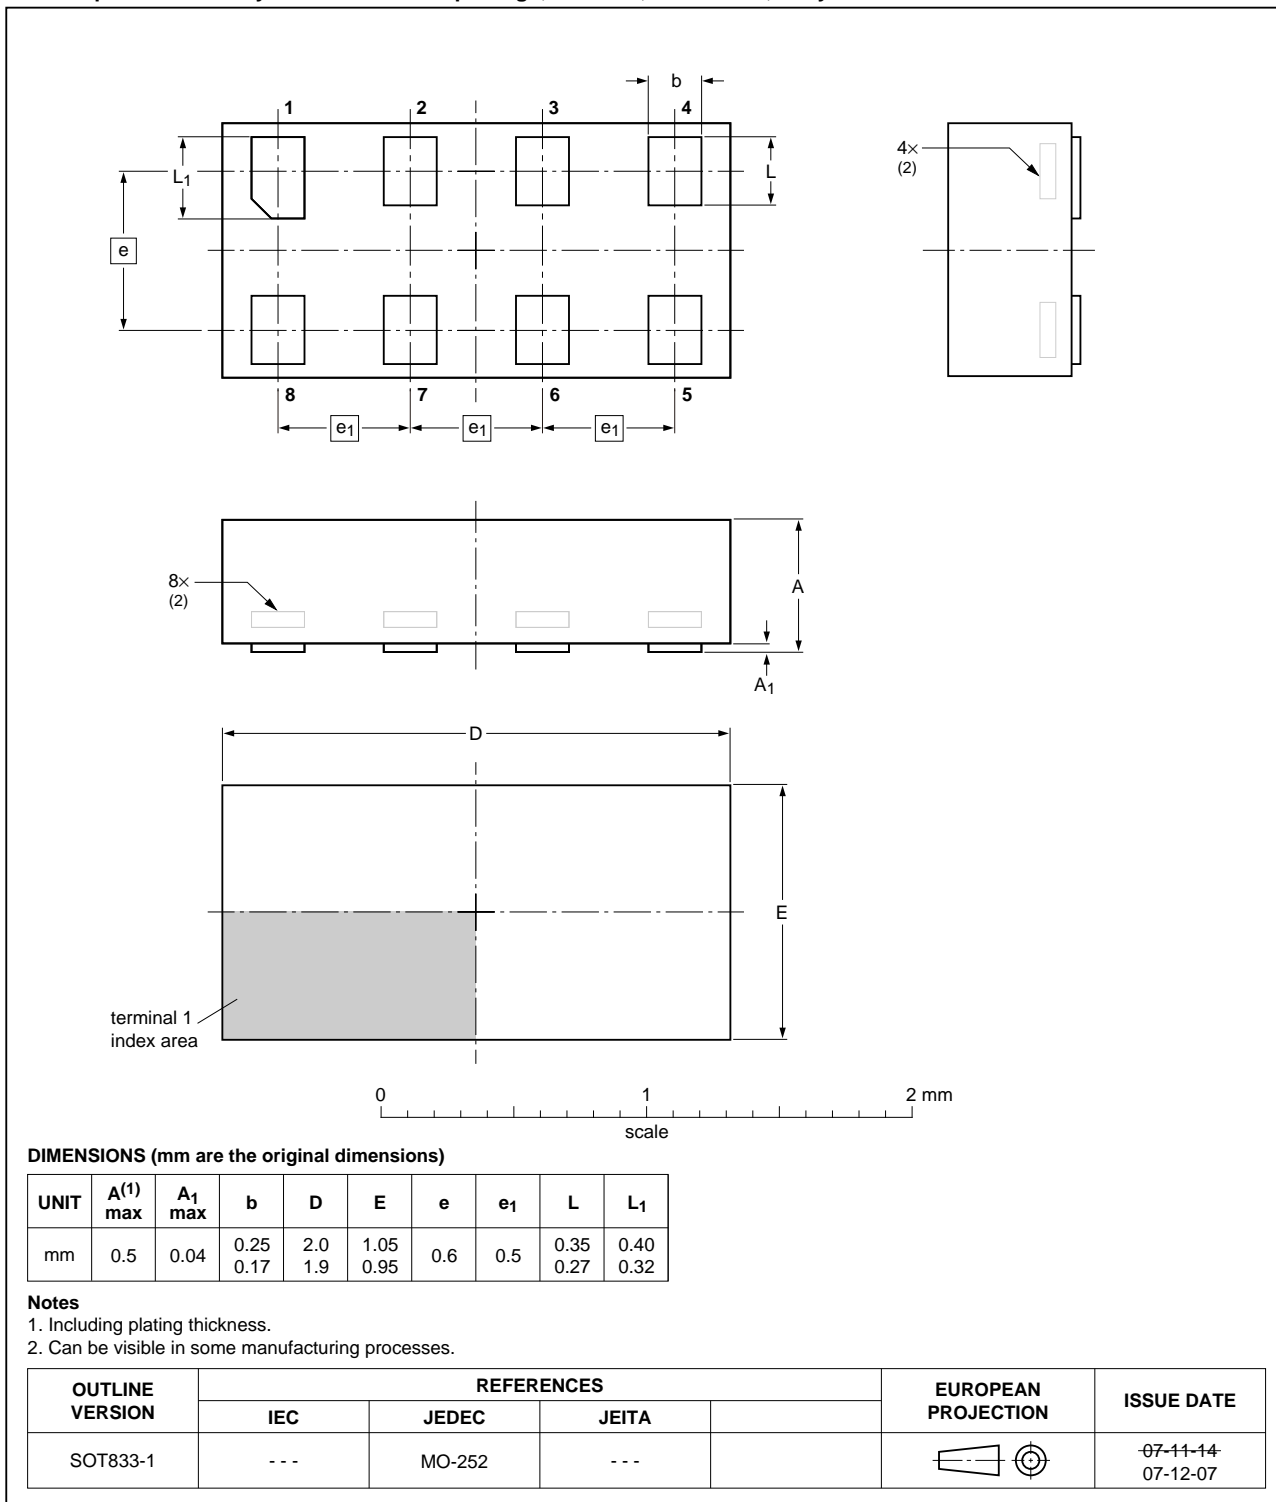 1 2 3 4
b
L1
L
e
8 7 6 5
e1 e1 e1
4×
(2)
8×
(2)
A
A1
D
E
terminal 1
index area
0 1 2 mm
scale
DIMENSIONS (mm are the original dimensions)
UNIT A(1) max A1 max b D E e e1 L L1
mm 0.5 0.04 0.25 0.17 2.0 1.9 1.05 0.95 0.6 0.5 0.35 0.27 0.40 0.32
Notes
1. Including plating thickness.
2. Can be visible in some manufacturing processes.
OUTLINE VERSION REFERENCES EUROPEAN PROJECTION ISSUE DATE
IEC JEDEC JEITA
SOT833-1 - - - MO-252 - - - 07-11-14
07-12-07